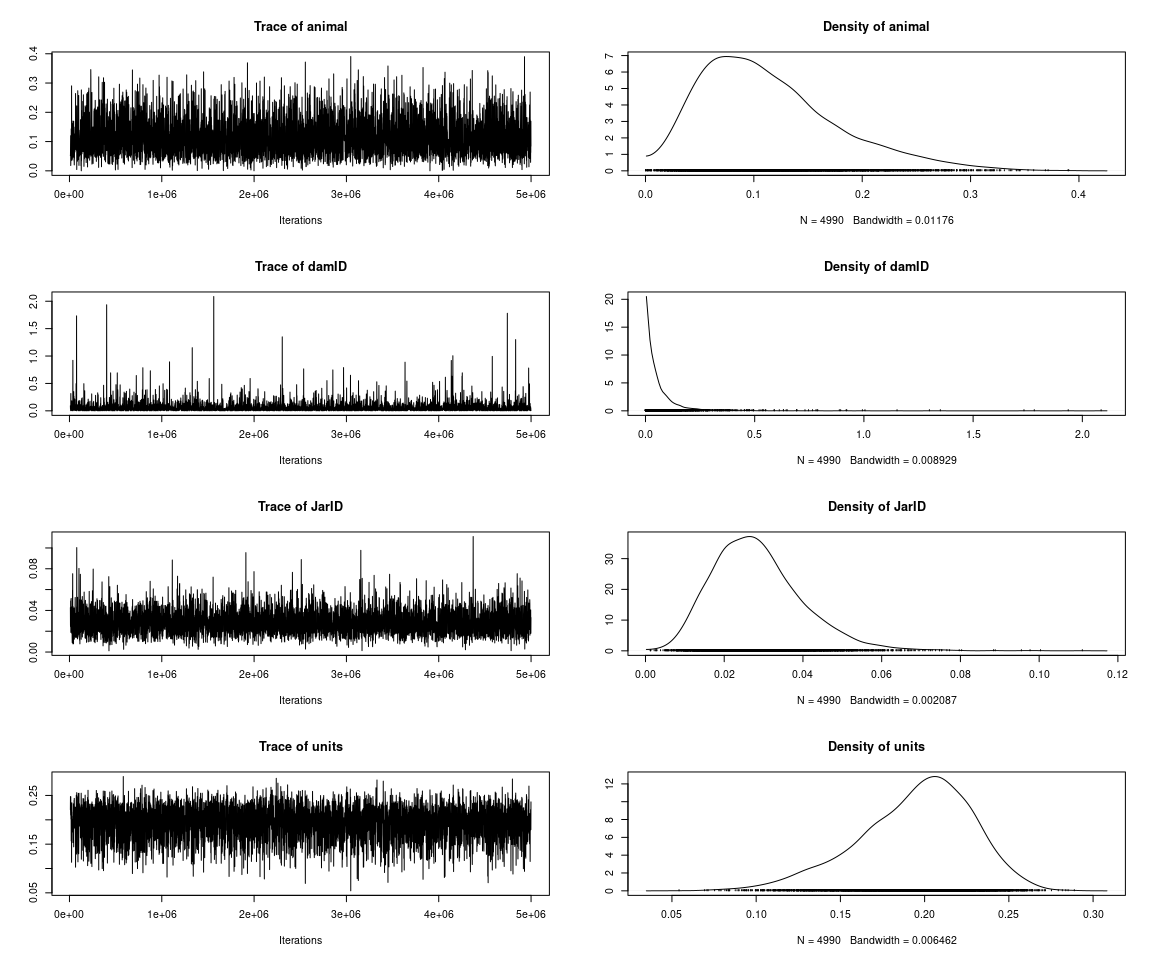 Trace of animal
0.0 0.1 0.2 0.3 0.4
0e+00 1e+06 2e+06 3e+06 4e+06 5e+06
Iterations
Density of animal
0 1 2 3 4 5 6 7
0.0 0.1 0.2 0.3 0.4
N = 4990 Bandwidth = 0.01176
Trace of damID
0.0 0.5 1.0 1.5 2.0
0e+00 1e+06 2e+06 3e+06 4e+06 5e+06
Iterations
Density of damID
0 5 10 15 20
0.0 0.5 1.0 1.5 2.0
N = 4990 Bandwidth = 0.008929
Trace of JarID
0.00 0.04 0.08
0e+00 1e+06 2e+06 3e+06 4e+06 5e+06
Iterations
Density of JarID
0 10 20 30
0.00 0.02 0.04 0.06 0.08 0.10 0.12
N = 4990 Bandwidth = 0.002087
Trace of units
0.05 0.15 0.25
0e+00 1e+06 2e+06 3e+06 4e+06 5e+06
Iterations
Density of units
0 2 4 6 8 12
0.05 0.10 0.15 0.20 0.25 0.30
N = 4990 Bandwidth = 0.006462